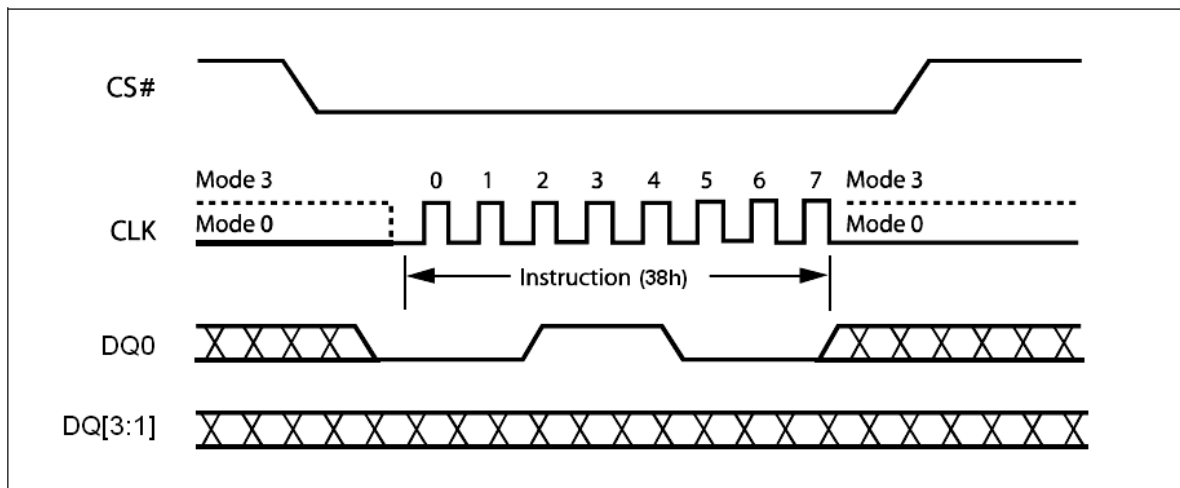 CS#
Mode 3 0 1 2 3 4 5 6 7 Mode 3
CLK Mode 0 Mode 0
Instruction (38h)
DQ0
DQ[3:1]